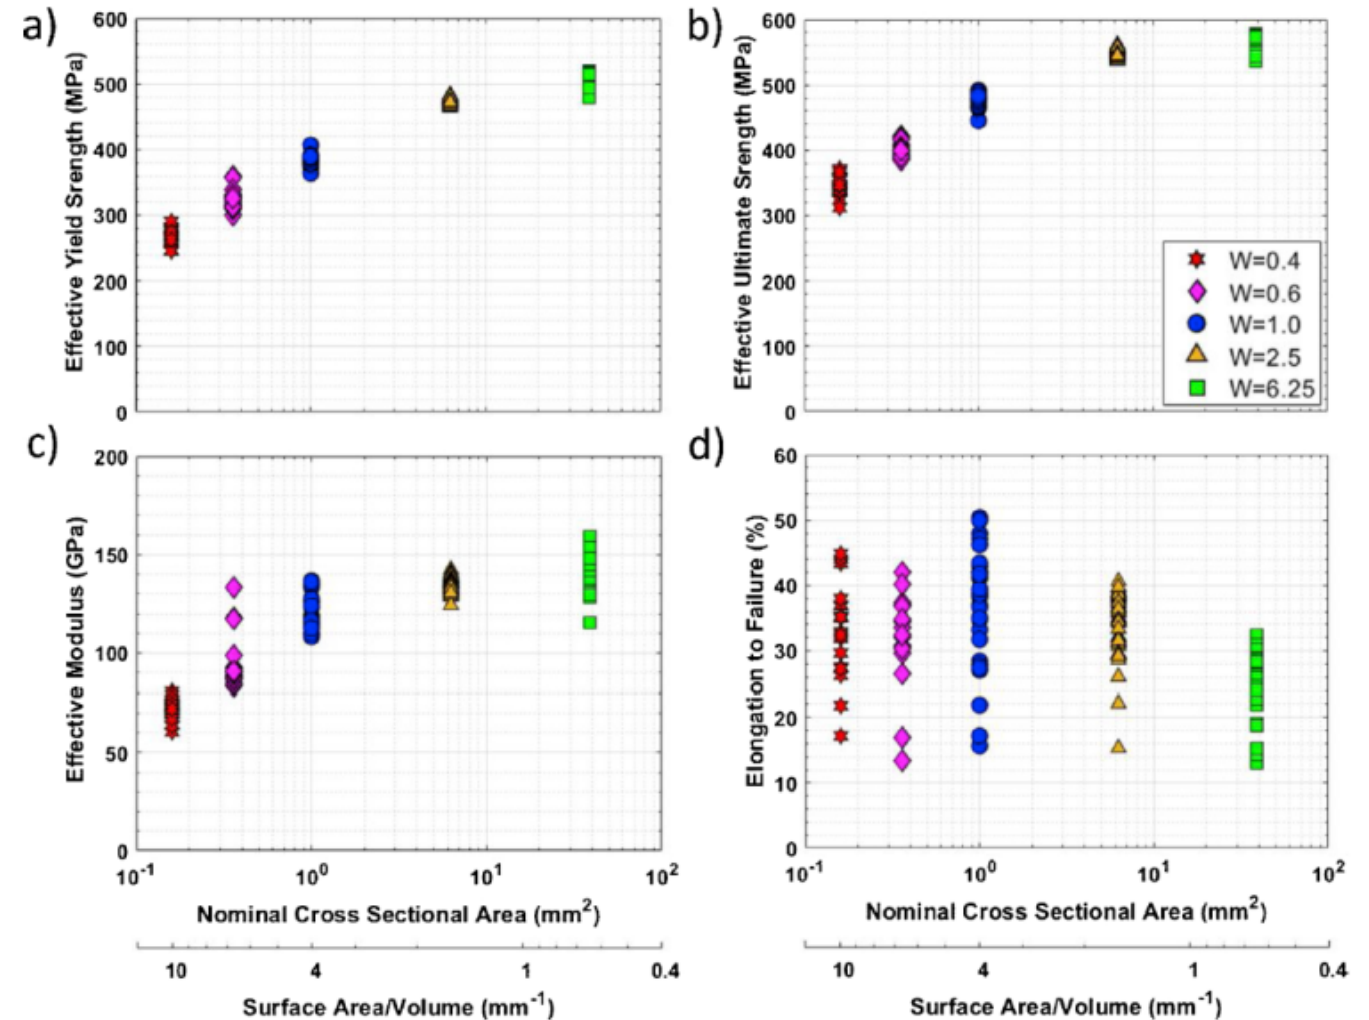 a)
600
500
400
300
200
100
0
Effective Yield Srength (MPa)
b)
600
500
400
300
200
100
0
Effective Ultimate Srength (MPa)
W=0.4
W=0.6
W=1.0
W=2.5
W=6.25
c)
200
150
100
50
0
Effective Modulus (GPa)
10⁻¹ 10⁰ 10¹ 10²
Nominal Cross Sectional Area (mm²)
10 4 1 0.4
Surface Area/Volume (mm⁻¹)
d)
60
50
40
30
20
10
0
Elongation to Failure (%)
10⁻¹ 10⁰ 10¹ 10²
Nominal Cross Sectional Area (mm²)
10 4 1 0.4
Surface Area/Volume (mm⁻¹)